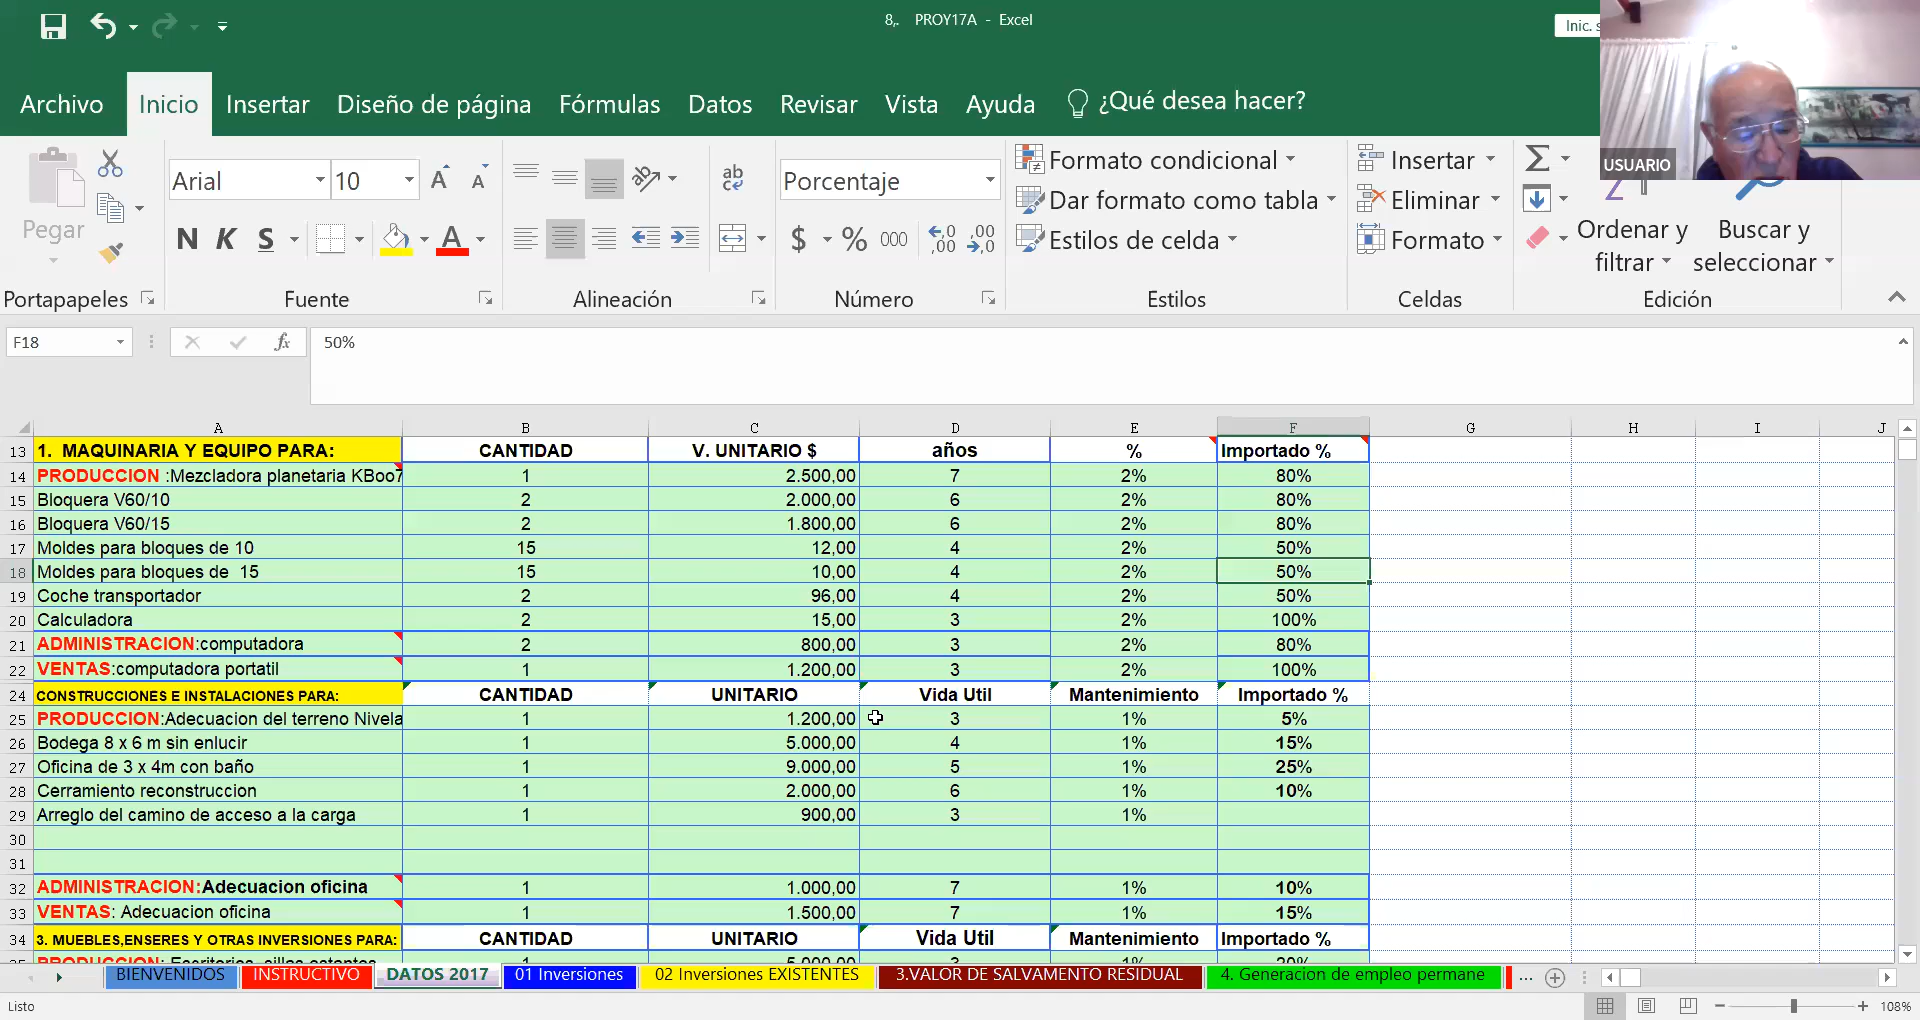 8,. PROY17A - Excel
Inic. s
Archivo Inicio Insertar Diseño de página Fórmulas Datos Revisar Vista Ayuda ¿Qué desea hacer?
USUARIO
Pegar
Arial 10
N K S
ab
Porcentaje
$ % 000
Formato condicional
Dar formato como tabla
Estilos de celda
Insertar
Eliminar
Formato
Ordenar y filtrar
Buscar y seleccionar
Portapapeles Fuente Alineación Número Estilos Celdas Edición
F18 fx 50%
A B C D E F G H I J
13 1. MAQUINARIA Y EQUIPO PARA: CANTIDAD V. UNITARIO $ años % Importado %
14 PRODUCCION :Mezcladora planetaria KBoo7 1 2.500,00 7 2% 80%
15 Bloquera V60/10 2 2.000,00 6 2% 80%
16 Bloquera V60/15 2 1.800,00 6 2% 80%
17 Moldes para bloques de 10 15 12,00 4 2% 50%
18 Moldes para bloques de 15 15 10,00 4 2% 50%
19 Coche transportador 2 96,00 4 2% 50%
20 Calculadora 2 15,00 3 2% 100%
21 ADMINISTRACION:computadora 2 800,00 3 2% 80%
22 VENTAS:computadora portatil 1 1.200,00 3 2% 100%
24 CONSTRUCCIONES E INSTALACIONES PARA: CANTIDAD UNITARIO Vida Util Mantenimiento Importado %
25 PRODUCCION:Adecuacion del terreno Nivela 1 1.200,00 3 1% 5%
26 Bodega 8 x 6 m sin enlucir 1 5.000,00 4 1% 15%
27 Oficina de 3 x 4m con baño 1 9.000,00 5 1% 25%
28 Cerramiento reconstruccion 1 2.000,00 6 1% 10%
29 Arreglo del camino de acceso a la carga 1 900,00 3 1%
30
31
32 ADMINISTRACION:Adecuacion oficina 1 1.000,00 7 1% 10%
33 VENTAS: Adecuacion oficina 1 1.500,00 7 1% 15%
34 3. MUEBLES,ENSERES Y OTRAS INVERSIONES PARA: CANTIDAD UNITARIO Vida Util Mantenimiento Importado %
BIENVENIDOS INSTRUCTIVO DATOS 2017 01 Inversiones 02 Inversiones EXISTENTES 3.VALOR DE SALVAMENTO RESIDUAL 4. Generacion de empleo permane ...
Listo 108%